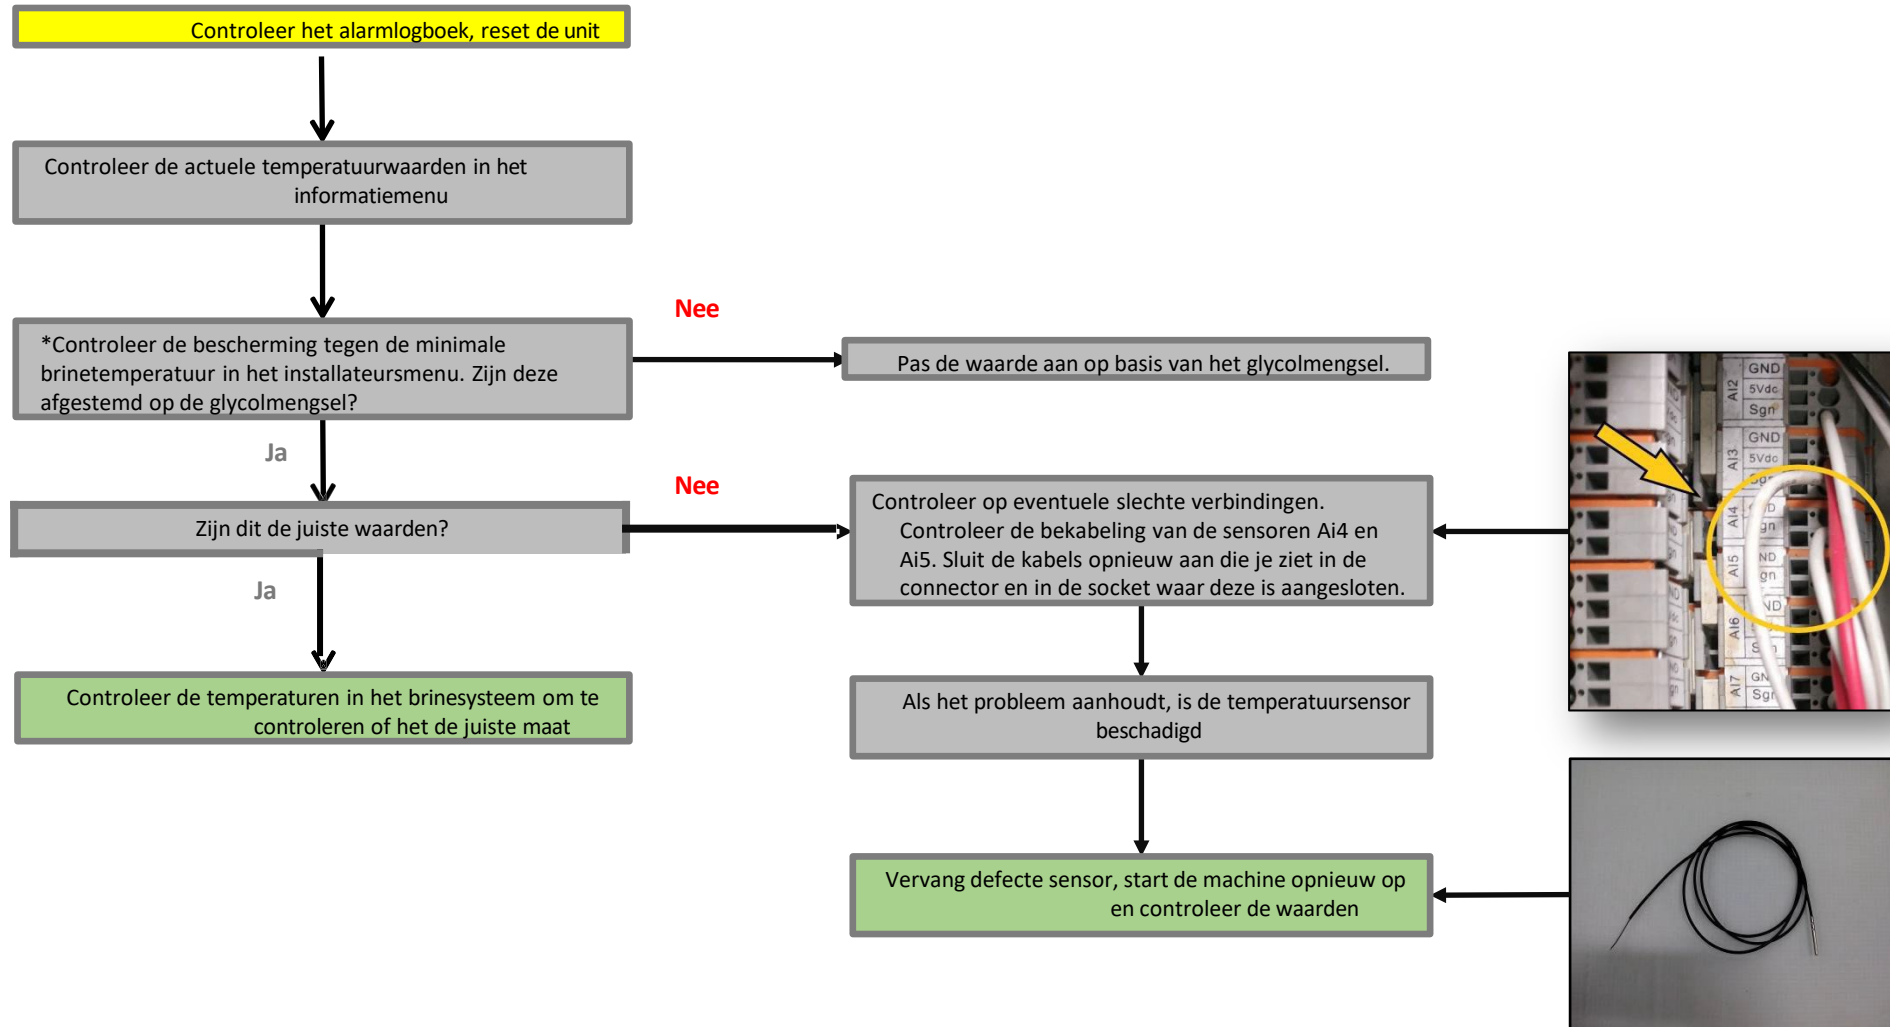 Controleer het alarmlogboek, reset de unit
Controleer de actuele temperatuurwaarden in het
informatiemenu
Nee
*Controleer de bescherming tegen de minimale
brinetemperatuur in het installateursmenu. Zijn deze
afgestemd op de glycolmengsel?
Pas de waarde aan op basis van het glycolmengsel.
Ja
Nee
Zijn dit de juiste waarden?
Controleer op eventuele slechte verbindingen.
Controleer de bekabeling van de sensoren Ai4 en
Ai5. Sluit de kabels opnieuw aan die je ziet in de
connector en in de socket waar deze is aangesloten.
Ja
Controleer de temperaturen in het brinesysteem om te
controleren of het de juiste maat
Als het probleem aanhoudt, is de temperatuursensor
beschadigd
Vervang defecte sensor, start de machine opnieuw op
en controleer de waarden
AI2
GND
5Vdc
Sgn
AI3
GND
5Vdc
AI4
AI5
AI6
AI7